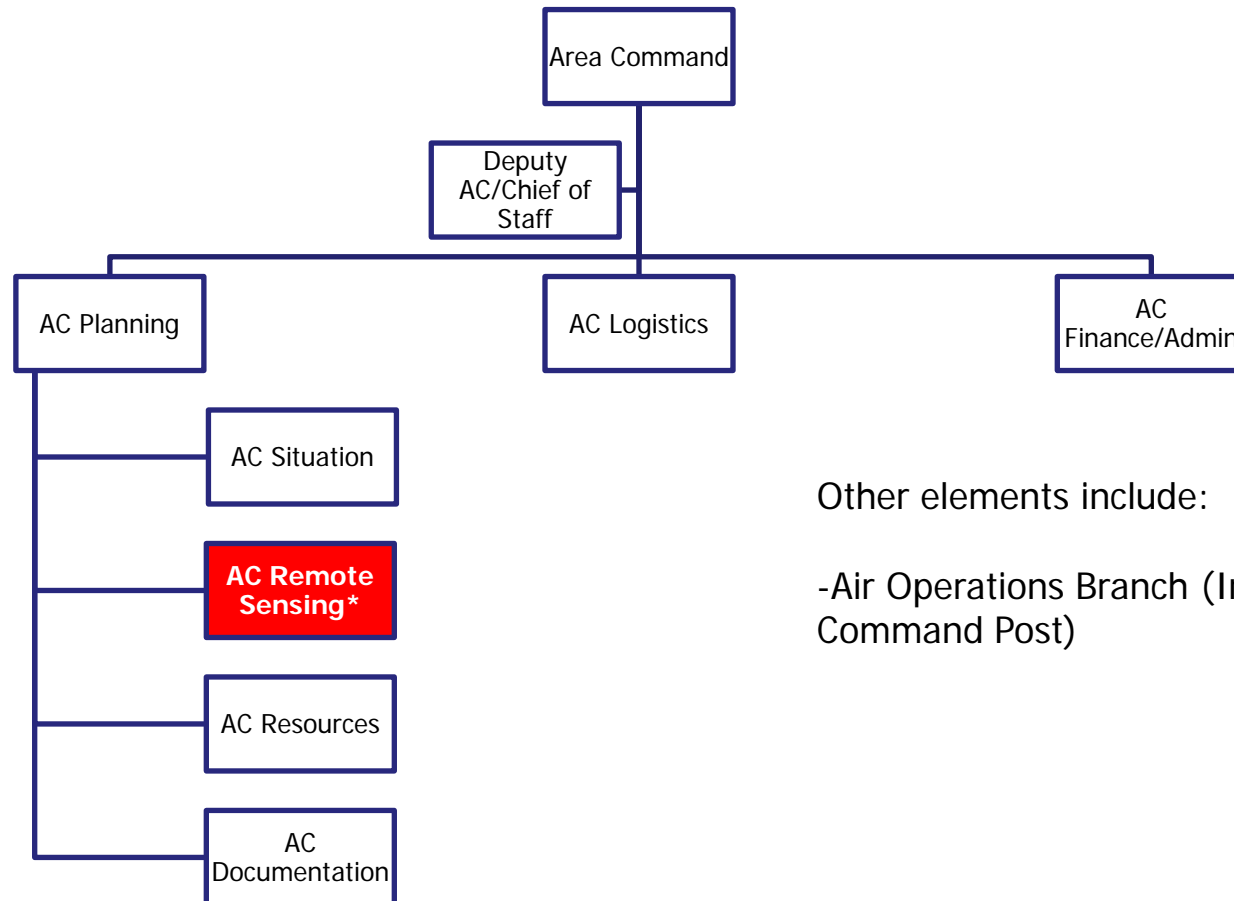 Area Command
Deputy
AC/Chief of
Staff
AC Planning
AC Logistics
AC
Finance/Admin
AC Situation
AC Remote
Sensing*
AC Resources
AC
Documentation
Other elements include:
-Air Operations Branch (
Command Post)